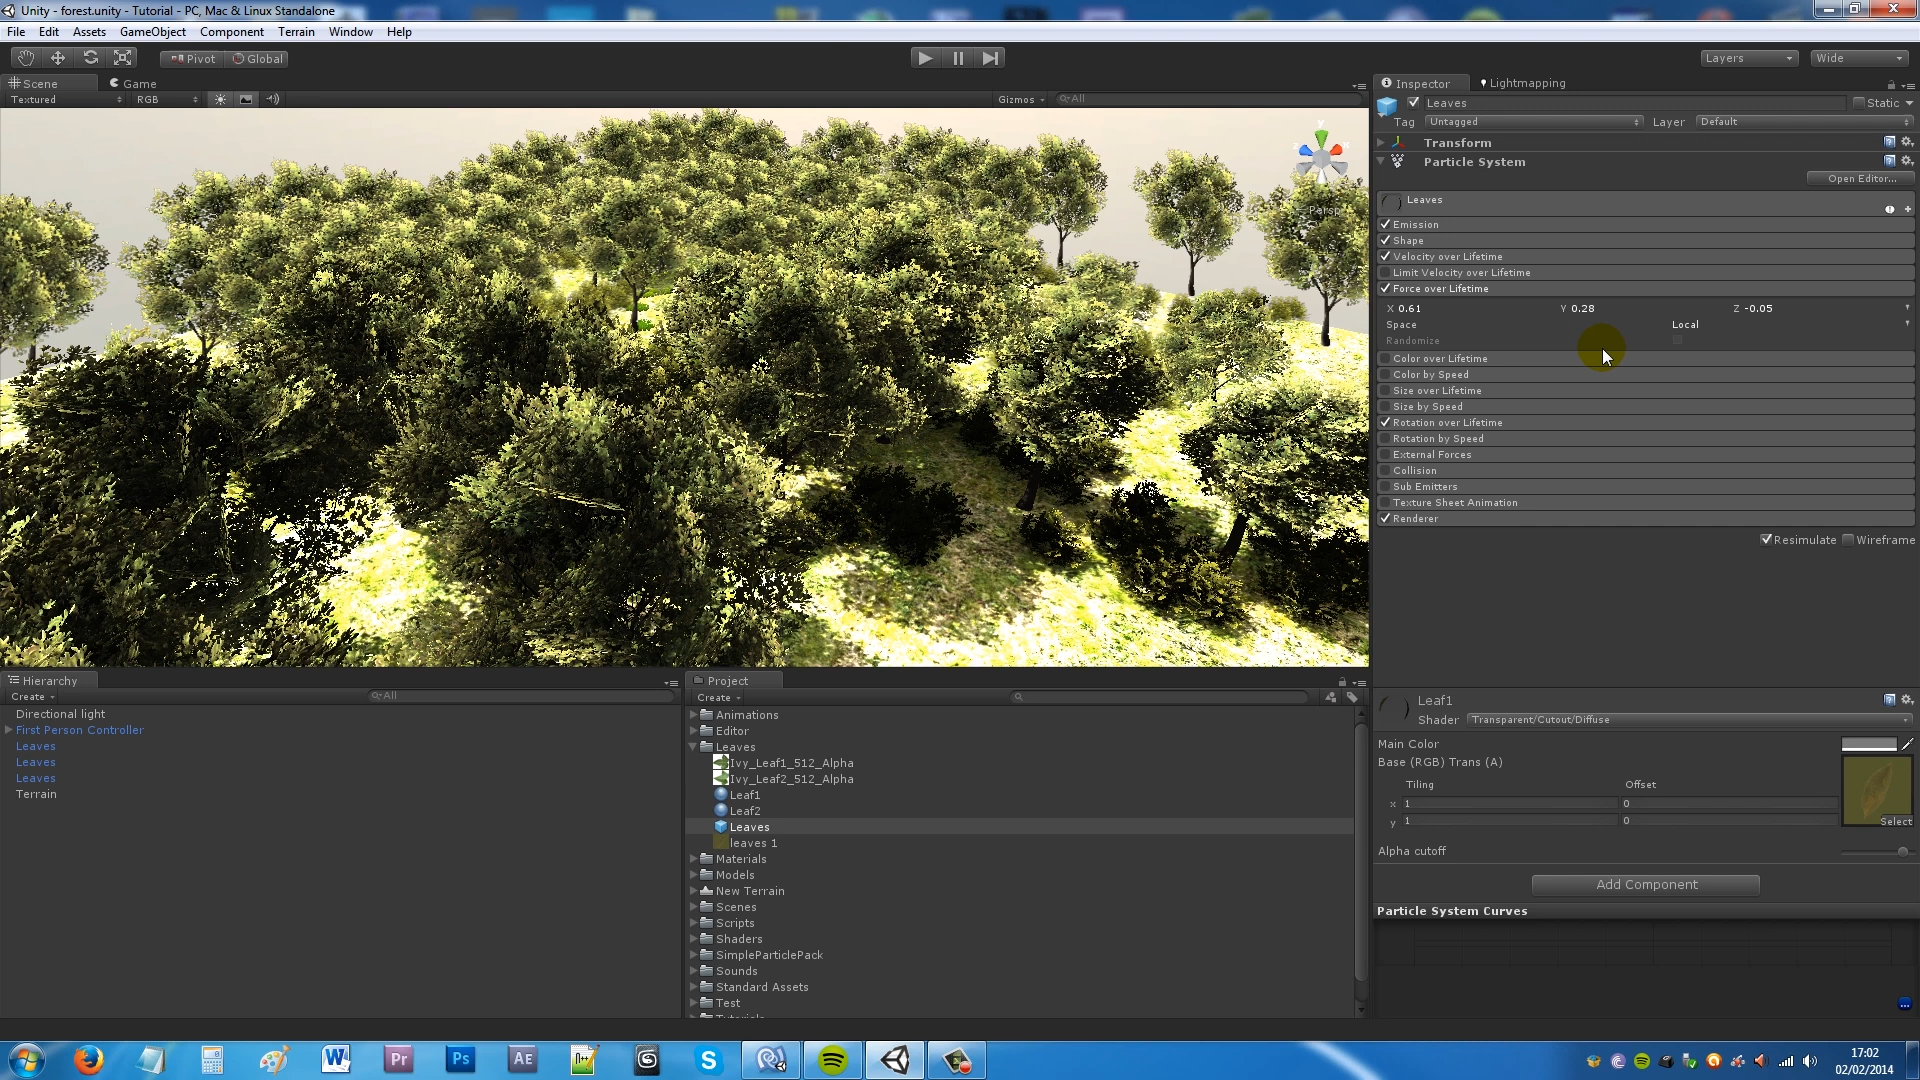 Unity - forest.unity - Tutorial - PC, Mac & Linux Standalone
File Edit Assets GameObject Component Terrain Window Help
Pivot Global Layers Wide
Scene Game
Textured RGB Gizmos All
Persp
Inspector Lightmapping
Leaves Static
Tag Untagged Layer Default
Transform
Particle System
Open Editor...
Leaves
Emission
Shape
Velocity over Lifetime
Limit Velocity over Lifetime
Force over Lifetime
X 0.61 Y 0.28 Z -0.05
Space Local
Randomize
Color over Lifetime
Color by Speed
Size over Lifetime
Size by Speed
Rotation over Lifetime
Rotation by Speed
External Forces
Collision
Sub Emitters
Texture Sheet Animation
Renderer
Resimulate Wireframe
Leaf1
Shader Transparent/Cutout/Diffuse
Main Color
Base (RGB) Trans (A)
Tiling Offset
x 1 0
y 1 0
Select
Alpha cutoff
Add Component
Particle System Curves
Hierarchy
Create All
Directional light
First Person Controller
Leaves
Leaves
Leaves
Terrain
Project
Create
Animations
Editor
Leaves
Ivy_Leaf1_512_Alpha
Ivy_Leaf2_512_Alpha
Leaf1
Leaf2
Leaves
leaves 1
Materials
Models
New Terrain
Scenes
Scripts
Shaders
SimpleParticlePack
Sounds
Standard Assets
Test
W Pr Ps AE S
17:02
02/02/2014